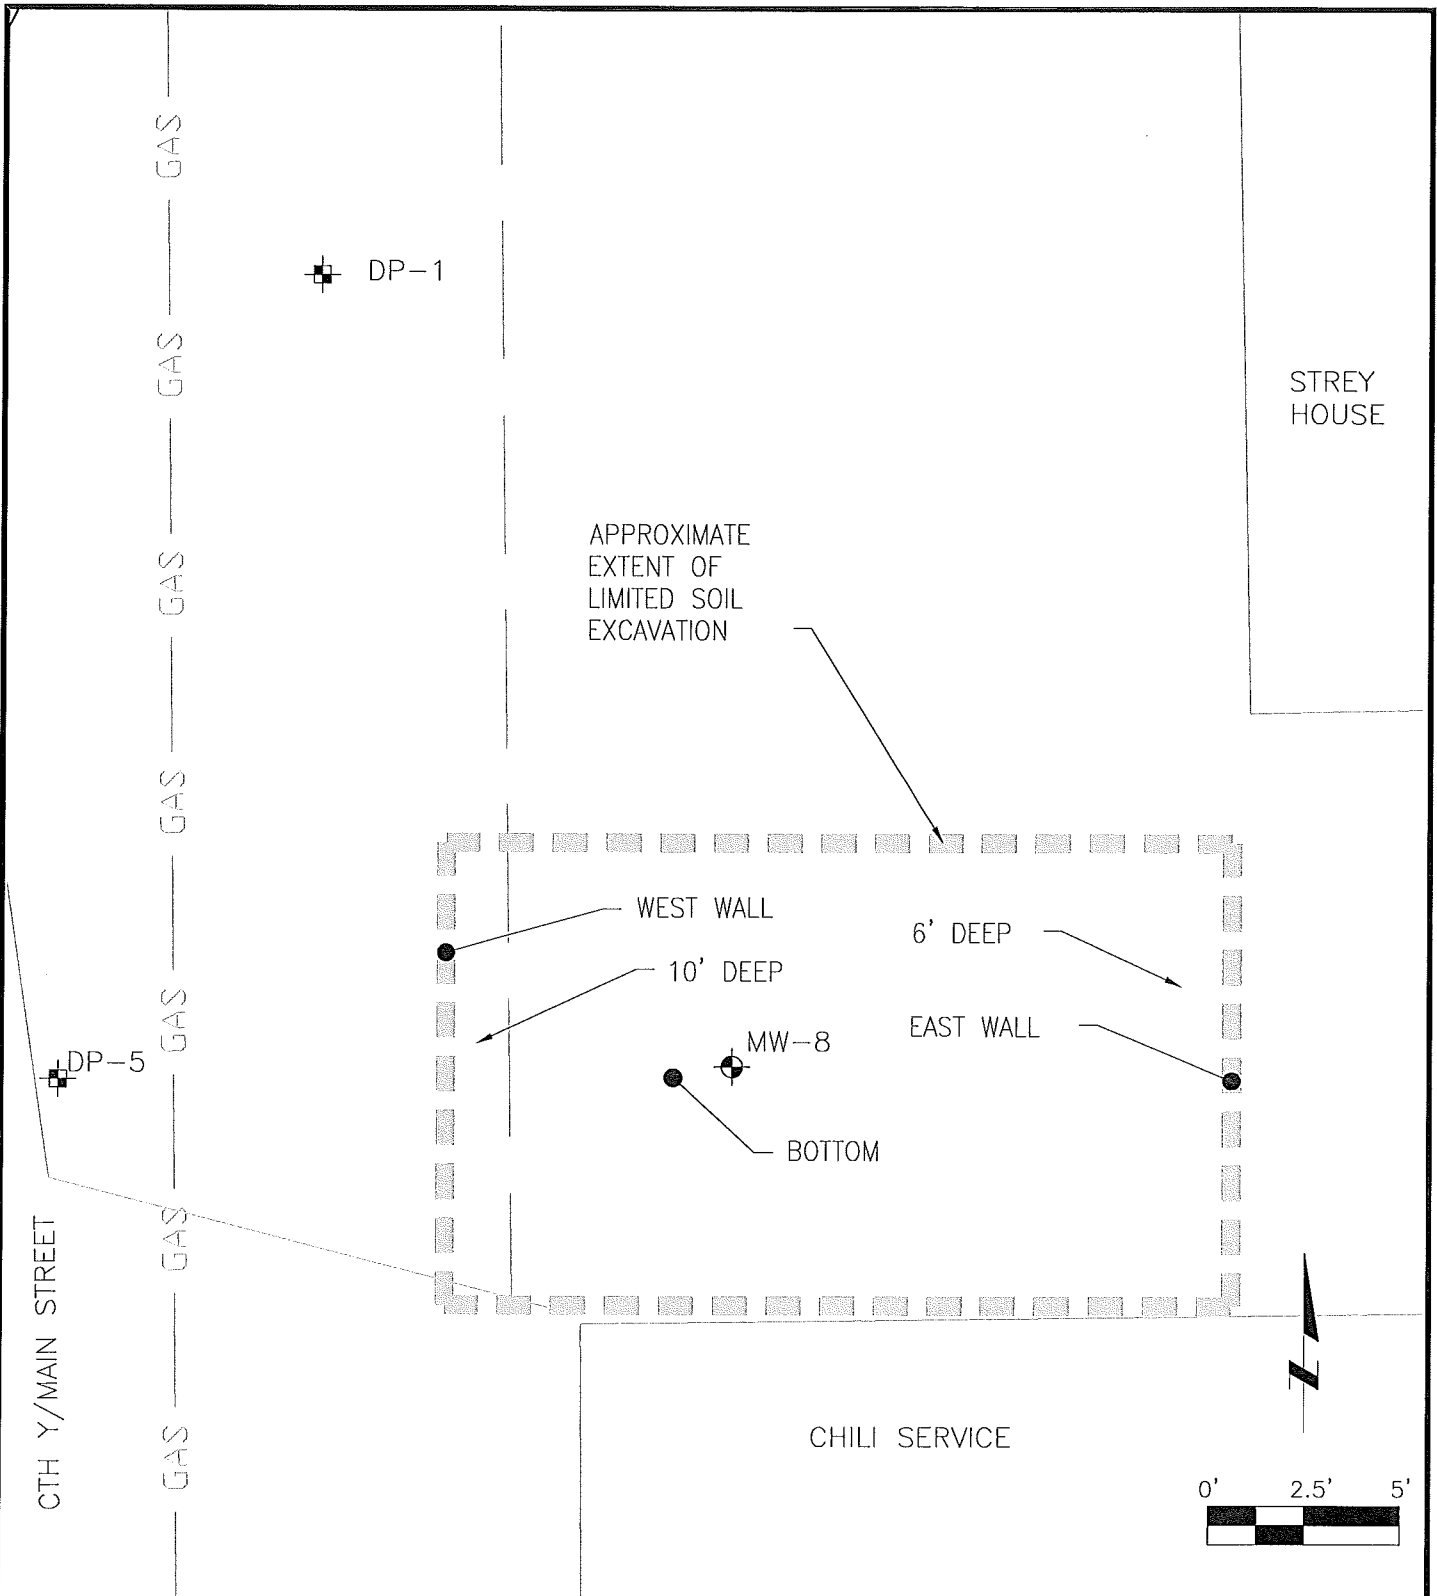 GAS
DP-1
GAS
STREY
HOUSE
APPROXIMATE
EXTENT OF
LIMITED SOIL
EXCAVATION
GAS
GAS
WEST WALL
6' DEEP
10' DEEP
GAS
EAST WALL
MW-8
DP-5
BOTTOM
GAS
CTH Y/MAIN STREET
N
CHILI SERVICE
GAS
0' 2.5' 5'